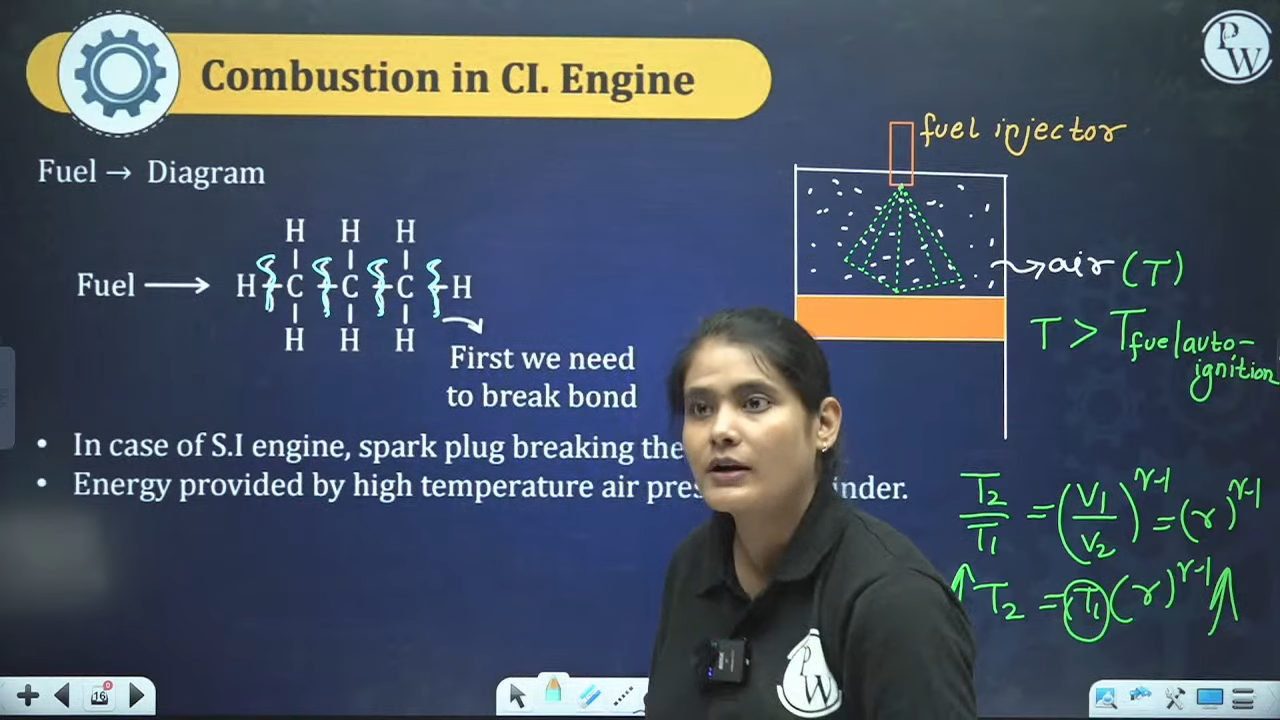 Combustion in CI. Engine
PW
fuel injector
Fuel → Diagram
H H H
Fuel → H C C C H
H H H
air (T)
T > Tfuel auto-
ignition
First we need
to break bond
• In case of S.I engine, spark plug breaking the
• Energy provided by high temperature air inder.
T₂/T₁ = (V₁/V₂)^γ-1 = (r)^γ-1
↑ T₂ = (T₁)(r)^γ-1 ↑
16
PW